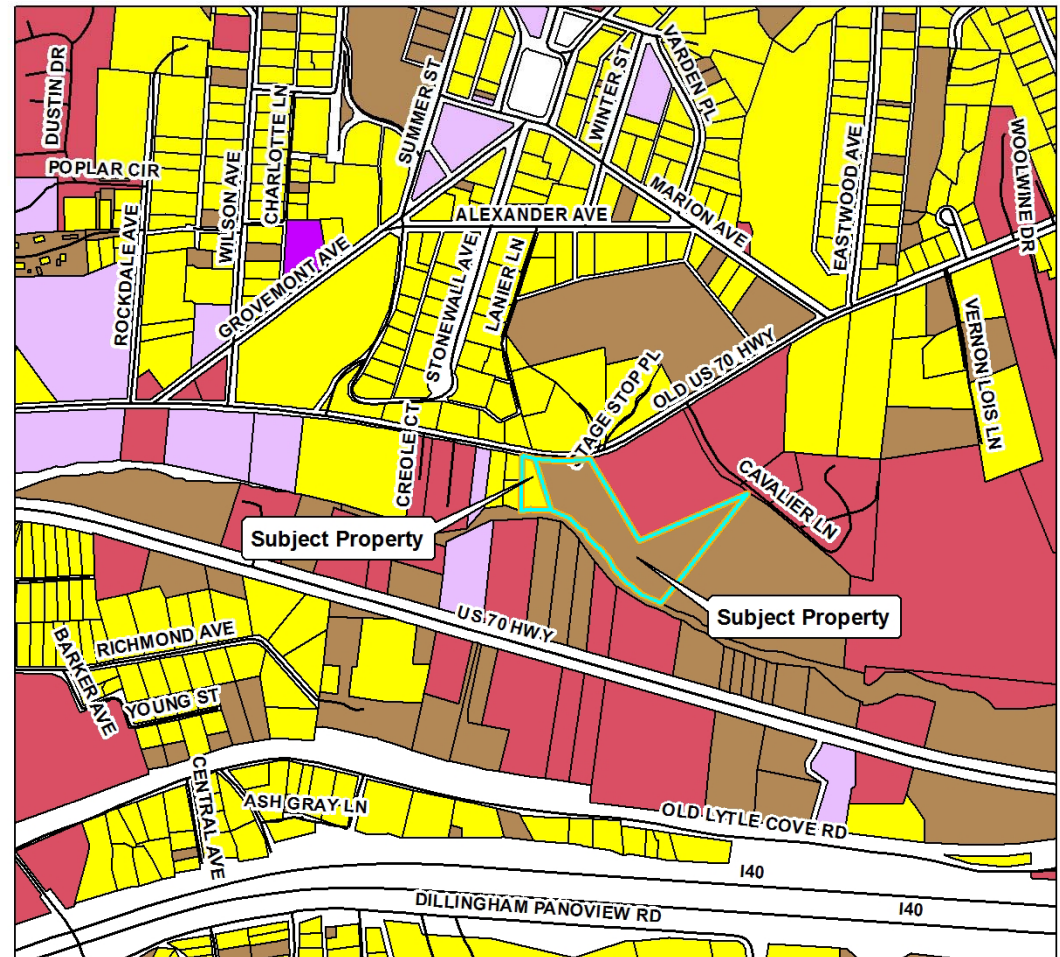 DUSTIN DR
POPLAR CIR
ROCKDALE AVE
WILSON AVE
CHARLOTTE LN
SUMMER ST
WINTER ST
VARDEN PL
ALEXANDER AVE
MARION AVE
EASTWOOD AVE
WOOLWINE DR
GROVEMONT AVE
STONEWALL AVE
LANIER LN
VERNON LOIS LN
STAGE STOP PL
OLD US 70 HWY
CREOLE CT
CAVALIER LN
Subject Property
Subject Property
US 70 HWY
BARKER AVE
RICHMOND AVE
YOUNG ST
CENTRAL AVE
ASH GRAY LN
OLD LYTLE COVE RD
I40
I40
DILLINGHAM PANOVIEW RD